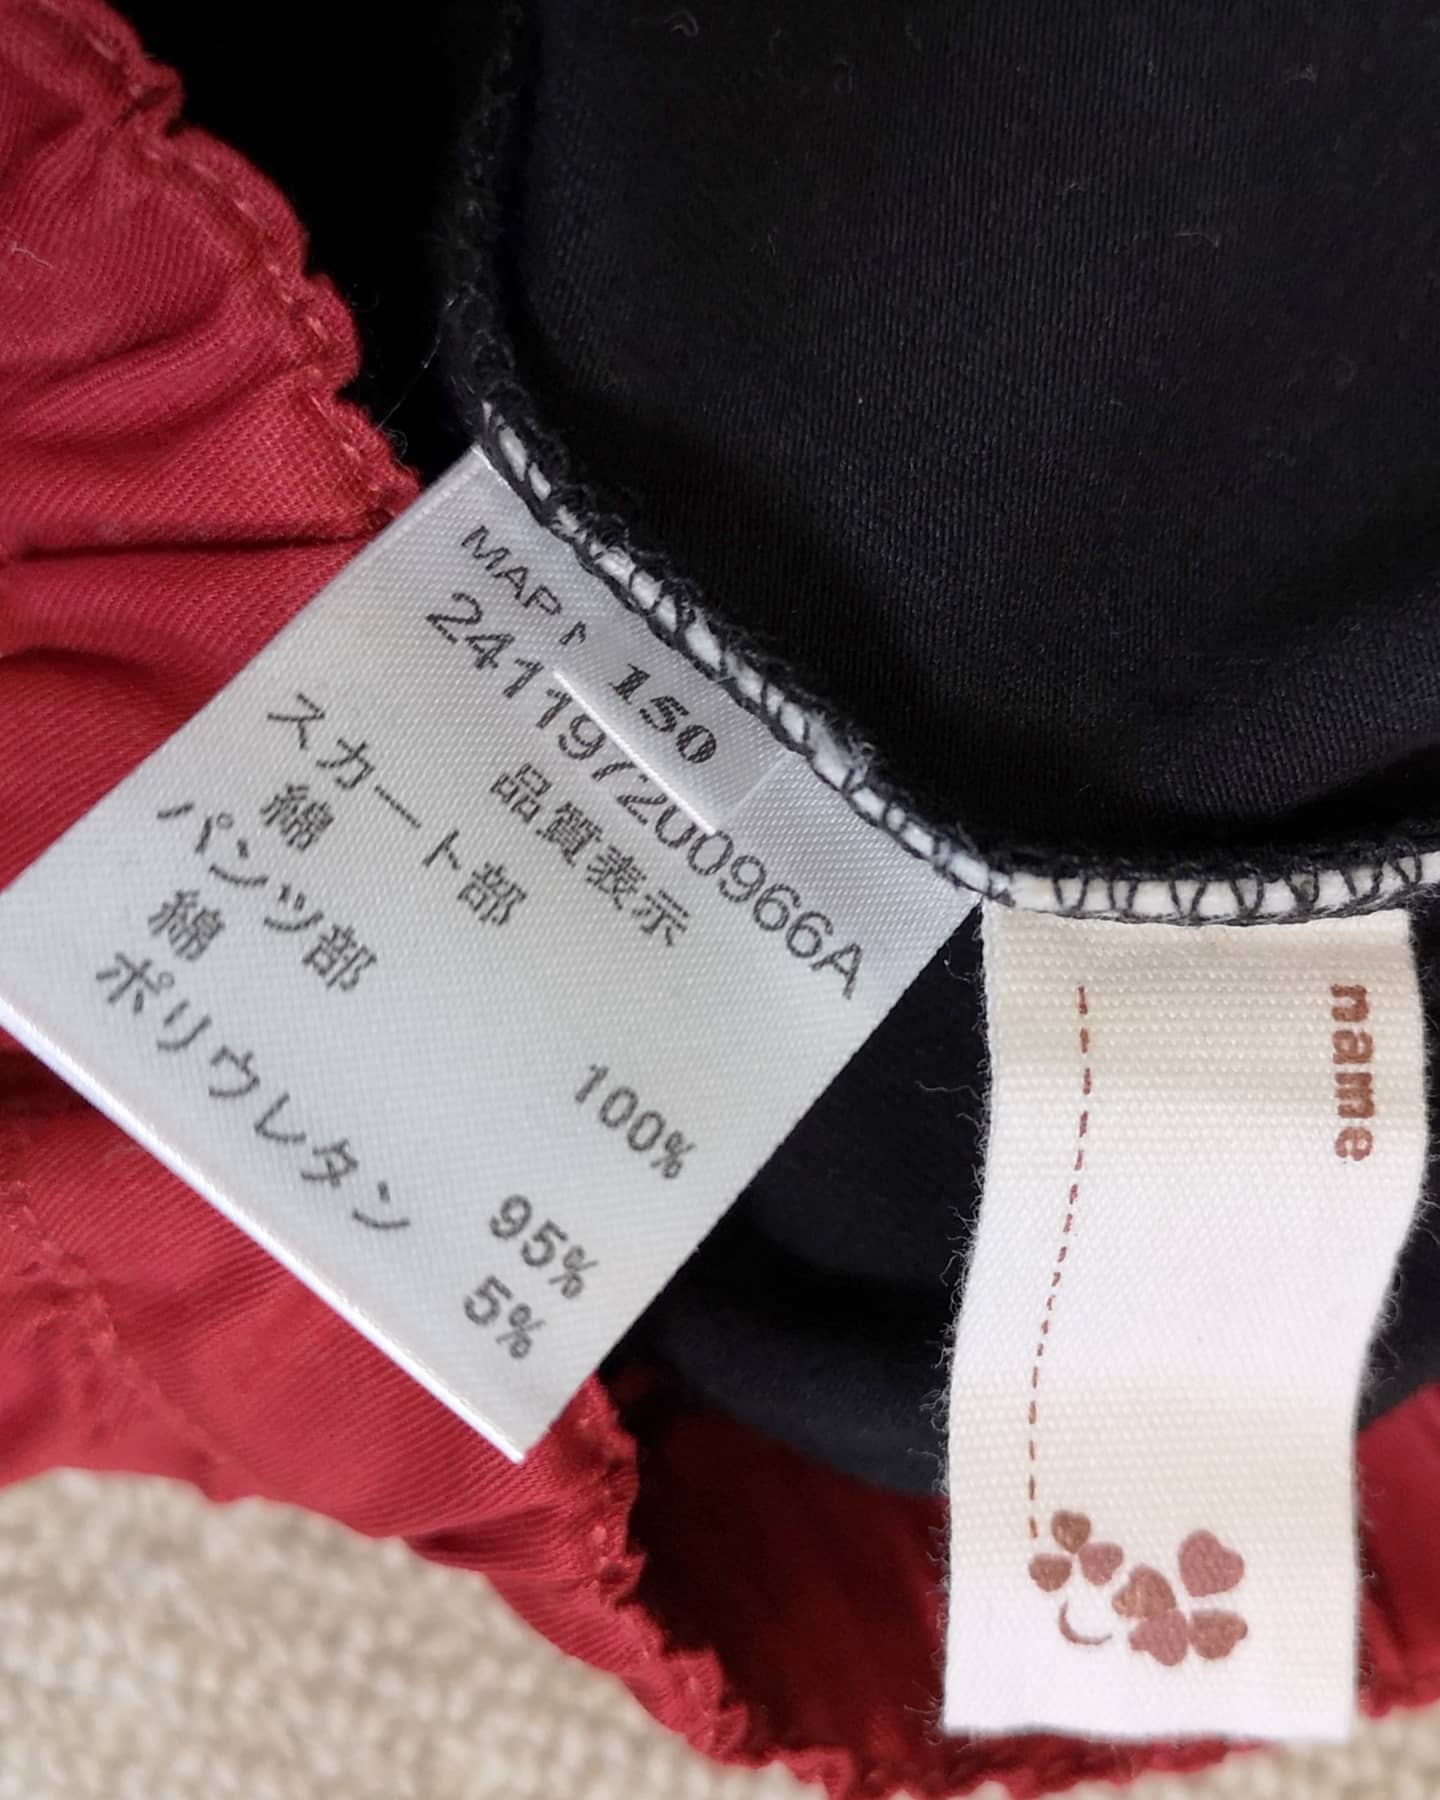 MAP
150
241197200966A
品質表示
スカート部
綿 100%
パンツ部
綿 95%
ポリウレタン 5%
name